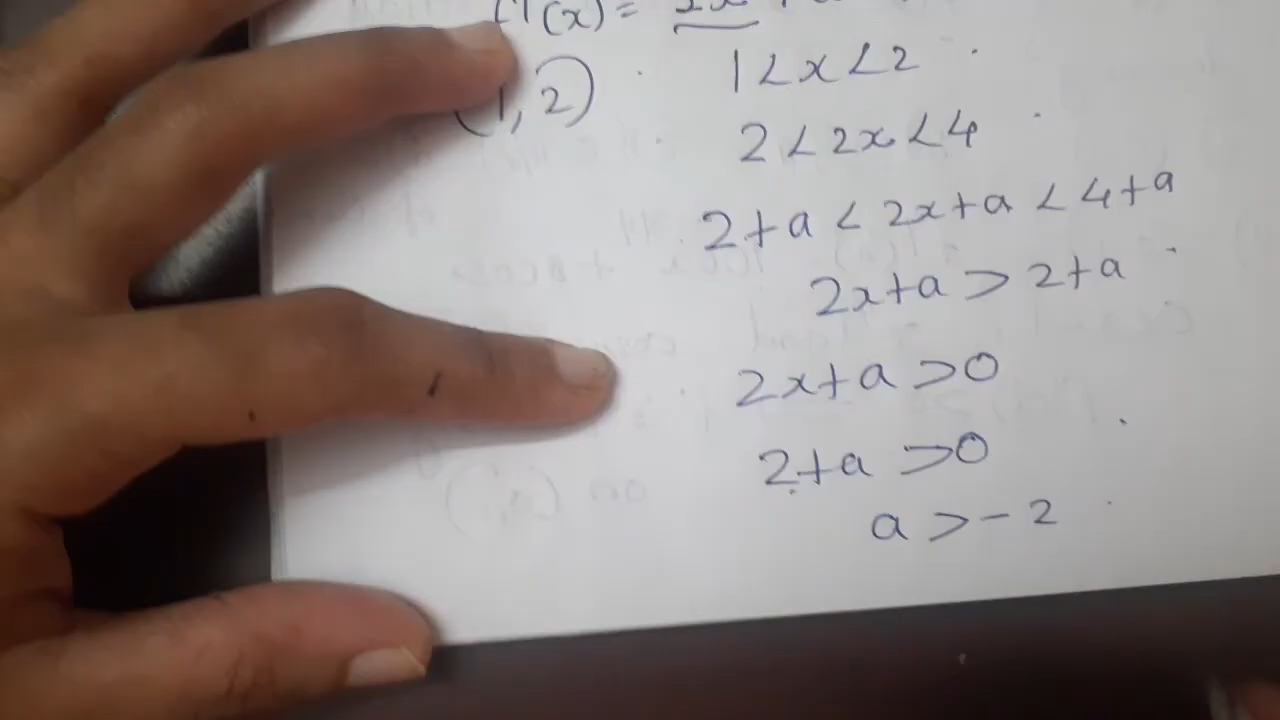 (x) =
(1, 2) 1 < x < 2
2 < 2x < 4
2 + a < 2x + a < 4 + a
2x + a > 2 + a
2x + a > 0
2 + a > 0
a > - 2